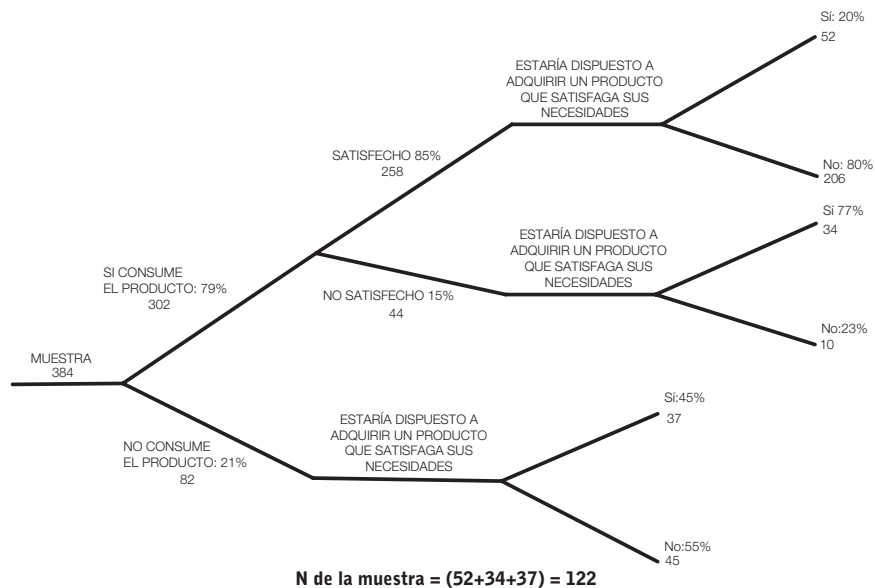 Sí: 20%
52
ESTARÍA DISPUESTO A
ADQUIRIR UN PRODUCTO
QUE SATISFAGA SUS
NECESIDADES
SATISFECHO 85%
258
No: 80%
206
Sí 77%
34
ESTARÍA DISPUESTO A
ADQUIRIR UN PRODUCTO
QUE SATISFAGA SUS
NECESIDADES
SI CONSUME
EL PRODUCTO: 79%
302
NO SATISFECHO 15%
44
No:23%
10
MUESTRA
384
Sí:45%
37
ESTARÍA DISPUESTO A
ADQUIRIR UN PRODUCTO
QUE SATISFAGA SUS
NECESIDADES
NO CONSUME
EL PRODUCTO: 21%
82
No:55%
45
N de la muestra = (52+34+37) = 122